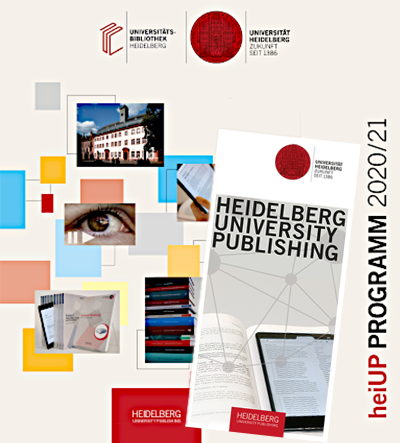 UNIVERSITÄTS-
BIBLIOTHEK
HEIDELBERG
UNIVERSITÄT
HEIDELBERG
ZUKUNFT
SEIT 1386
UNIVERSITÄT
HEIDELBERG
ZUKUNFT
SEIT 1386
HEIDELBERG
UNIVERSITY
PUBLISHING
HEIDELBERG
UNIVERSITY PUBLISHING
HEIDELBERG
UNIVERSITY PUBLISHING
heiUP PROGRAMM 2020/21